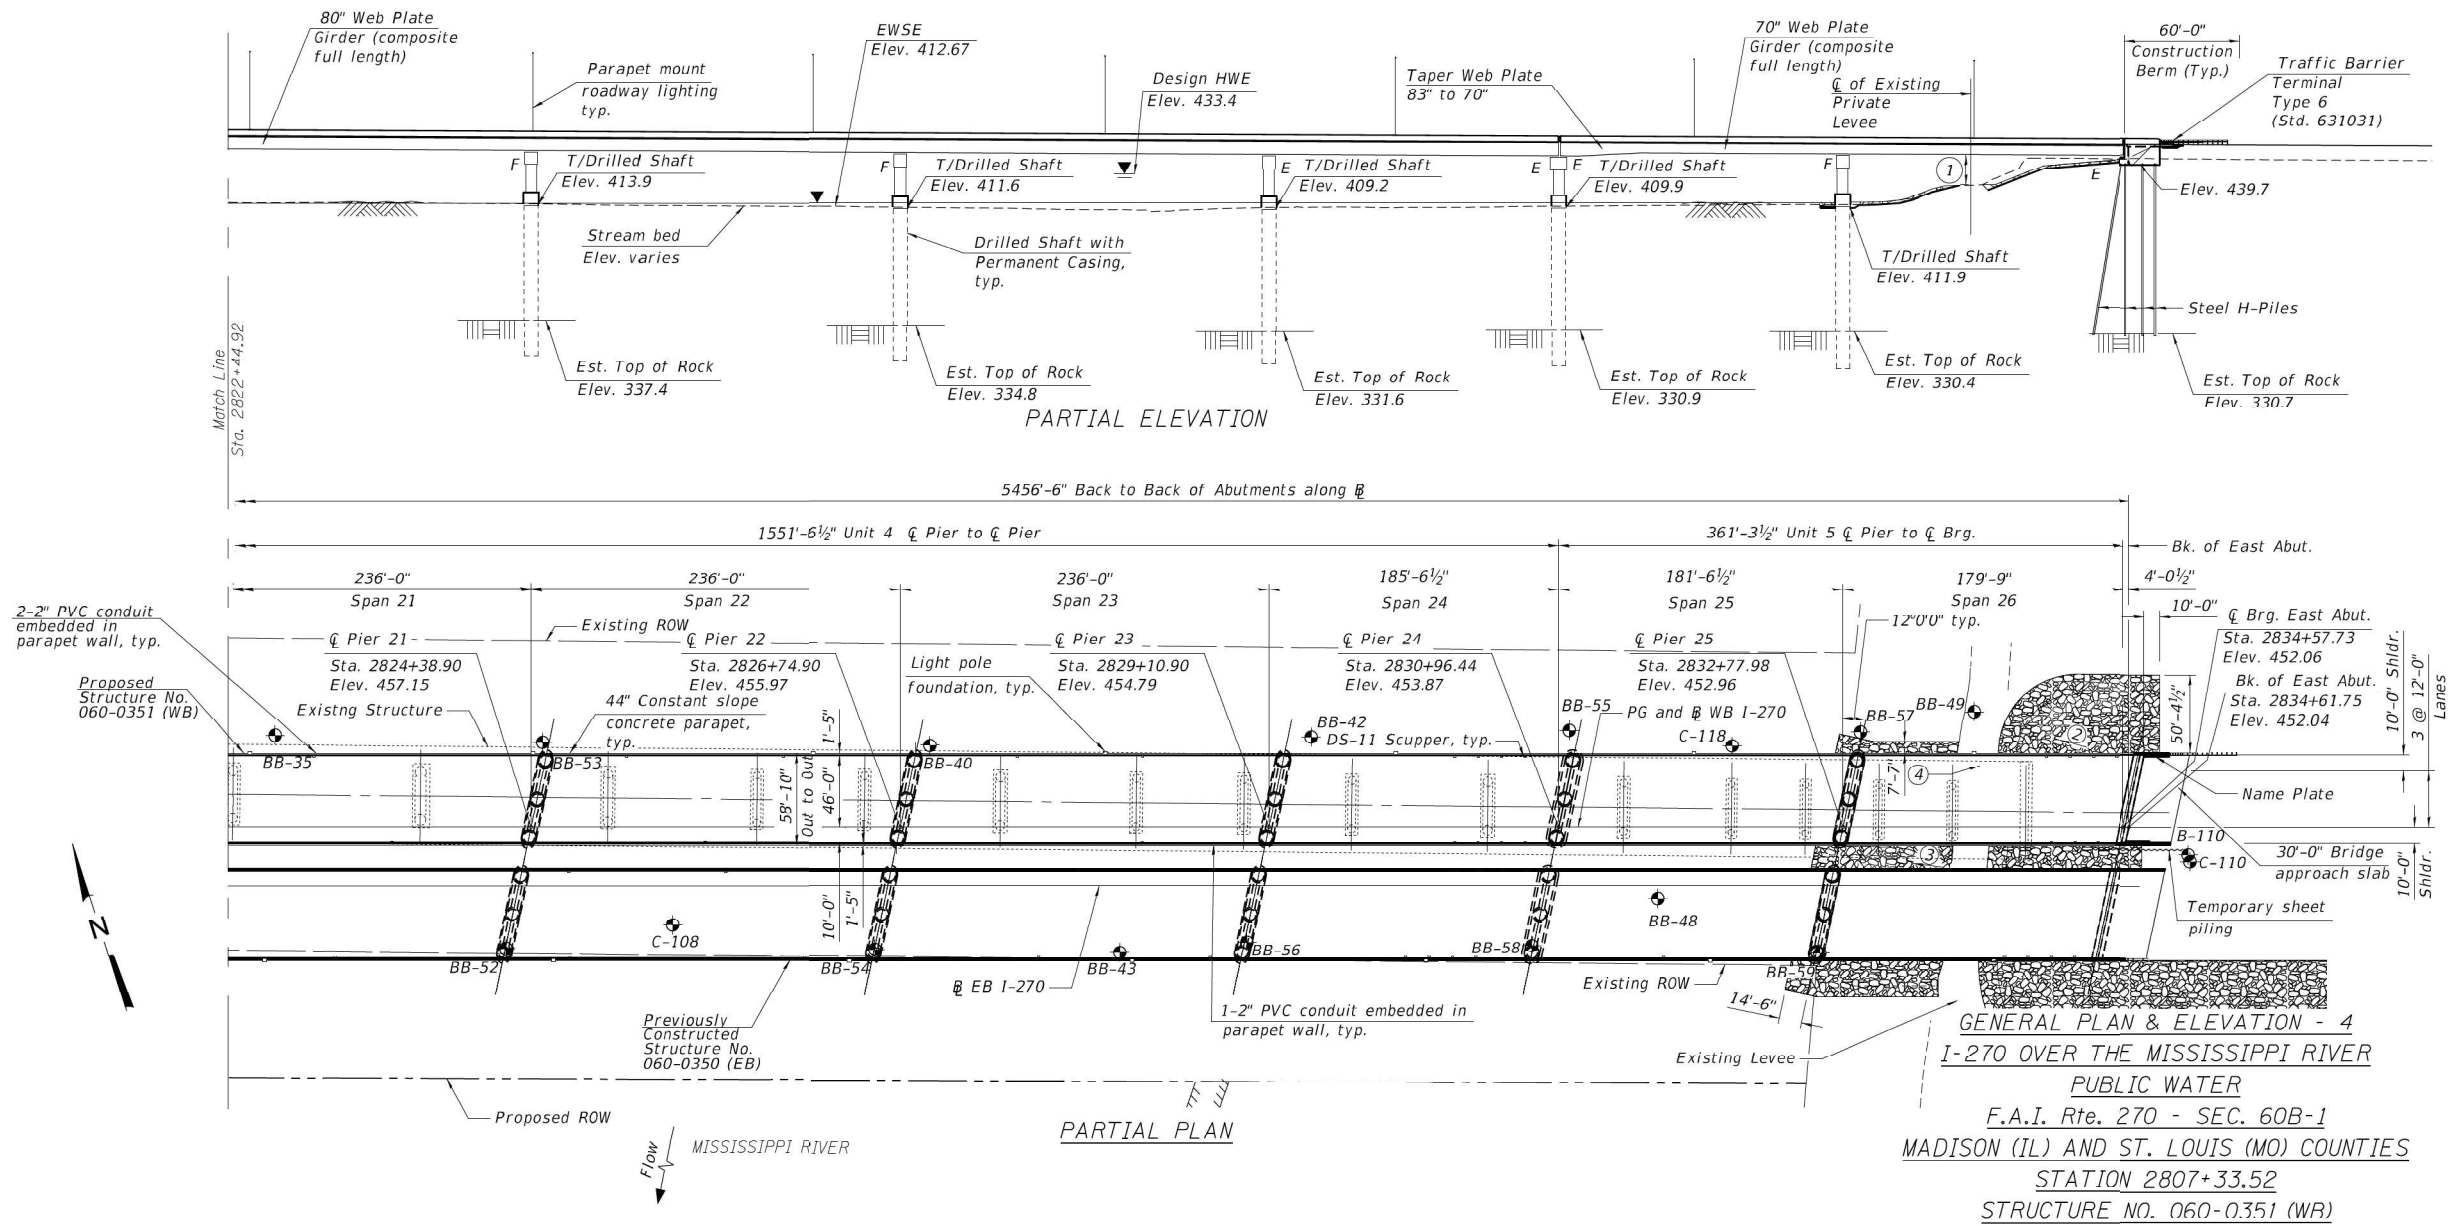 80" Web Plate
Girder (composite
full length)
Parapet mount
roadway lighting
typ.
EWSE
Elev. 412.67
Design HWE
Elev. 433.4
Taper Web Plate
83" to 70"
70" Web Plate
Girder (composite
full length)
℄ of Existing
Private
Levee
60'-0"
Construction
Berm (Typ.)
Traffic Barrier
Terminal
Type 6
(Std. 631031)
F
T/Drilled Shaft
Elev. 413.9
F
T/Drilled Shaft
Elev. 411.6
E
T/Drilled Shaft
Elev. 409.2
E
E
T/Drilled Shaft
Elev. 409.9
F
1
E
Elev. 439.7
Stream bed
Elev. varies
Drilled Shaft with
Permanent Casing,
typ.
T/Drilled Shaft
Elev. 411.9
Steel H-Piles
Match Line
Sta. 2822+44.92
Est. Top of Rock
Elev. 337.4
Est. Top of Rock
Elev. 334.8
Est. Top of Rock
Elev. 331.6
Est. Top of Rock
Elev. 330.9
Est. Top of Rock
Elev. 330.4
Est. Top of Rock
Elev. 330.7
PARTIAL ELEVATION
5456'-6" Back to Back of Abutments along ⅊
1551'-6½" Unit 4 ℄ Pier to ℄ Pier
361'-3½" Unit 5 ℄ Pier to ℄ Brg.
Bk. of East Abut.
236'-0"
Span 21
236'-0"
Span 22
236'-0"
Span 23
185'-6½"
Span 24
181'-6½"
Span 25
179'-9"
Span 26
4'-0½"
10'-0"
2-2" PVC conduit
embedded in
parapet wall, typ.
Proposed
Structure No.
060-0351 (WB)
Existing ROW
℄ Pier 21
Sta. 2824+38.90
Elev. 457.15
℄ Pier 22
Sta. 2826+74.90
Elev. 455.97
℄ Pier 23
Sta. 2829+10.90
Elev. 454.79
℄ Pier 24
Sta. 2830+96.44
Elev. 453.87
℄ Pier 25
Sta. 2832+77.98
Elev. 452.96
12°0'0" typ.
℄ Brg. East Abut.
Sta. 2834+57.73
Elev. 452.06
Bk. of East Abut.
Sta. 2834+61.75
Elev. 452.04
10'-0" Shldr.
3 @ 12'-0"
Lanes
Existng Structure
44" Constant slope
concrete parapet,
typ.
Light pole
foundation, typ.
1'-5"
BB-42
DS-11 Scupper, typ.
BB-55
PG and ⅊ WB I-270
C-118
BB-57
BB-49
50'-4½"
2
BB-35
BB-53
BB-40
58'-10"
Out to Out
46'-0"
7'-7"
4
Name Plate
B-110
C-110
3
30'-0" Bridge
approach slab
10'-0"
Shldr.
10'-0"
1'-5"
N
C-108
BB-52
BB-54
BB-43
BB-56
BB-58
BB-48
BB-59
Temporary sheet
piling
⅊ EB I-270
Existing ROW
14'-6"
1-2" PVC conduit embedded in
parapet wall, typ.
Previously
Constructed
Structure No.
060-0350 (EB)
Existing Levee
Proposed ROW
Flow
MISSISSIPPI RIVER
PARTIAL PLAN
GENERAL PLAN & ELEVATION - 4
I-270 OVER THE MISSISSIPPI RIVER
PUBLIC WATER
F.A.I. Rte. 270 - SEC. 60B-1
MADISON (IL) AND ST. LOUIS (MO) COUNTIES
STATION 2807+33.52
STRUCTURE NO. 060-0351 (WB)